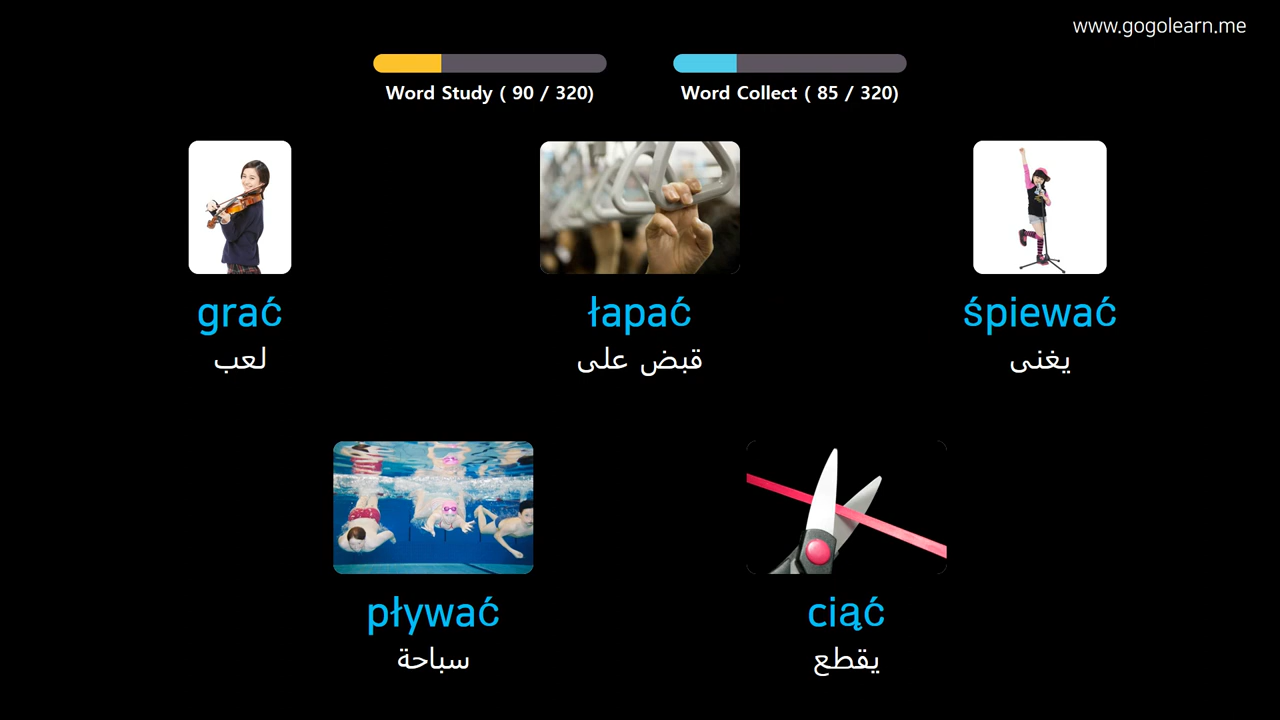 www.gogolearn.me
Word Study ( 90 / 320)
Word Collect ( 85 / 320)
grać
لعب
łapać
قبض على
śpiewać
يغنى
pływać
سباحة
ciąć
يقطع